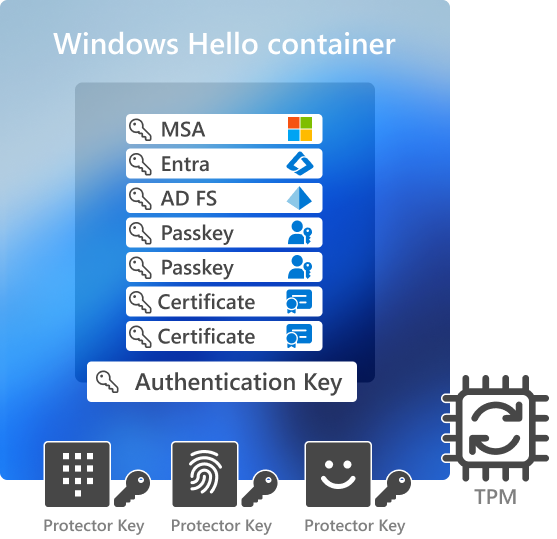 Windows Hello container
MSA
Entra
AD FS
Passkey
Passkey
Certificate
Certificate
Authentication Key
TPM
Protector Key
Protector Key
Protector Key